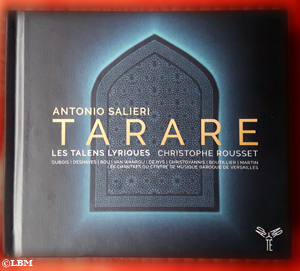 ANTONIO SALIERI
TARARE
LES TALENS LYRIQUES CHRISTOPHE ROUSSET
DUBOIS | DESHAYES | BOU | VAN WANROIJ | DE HYS | CHRISTOYANNIS | BOUTILLIER | MARTIN
LES CHANTRES DU CENTRE DE MUSIQUE BAROQUE DE VERSAILLES
©LBM